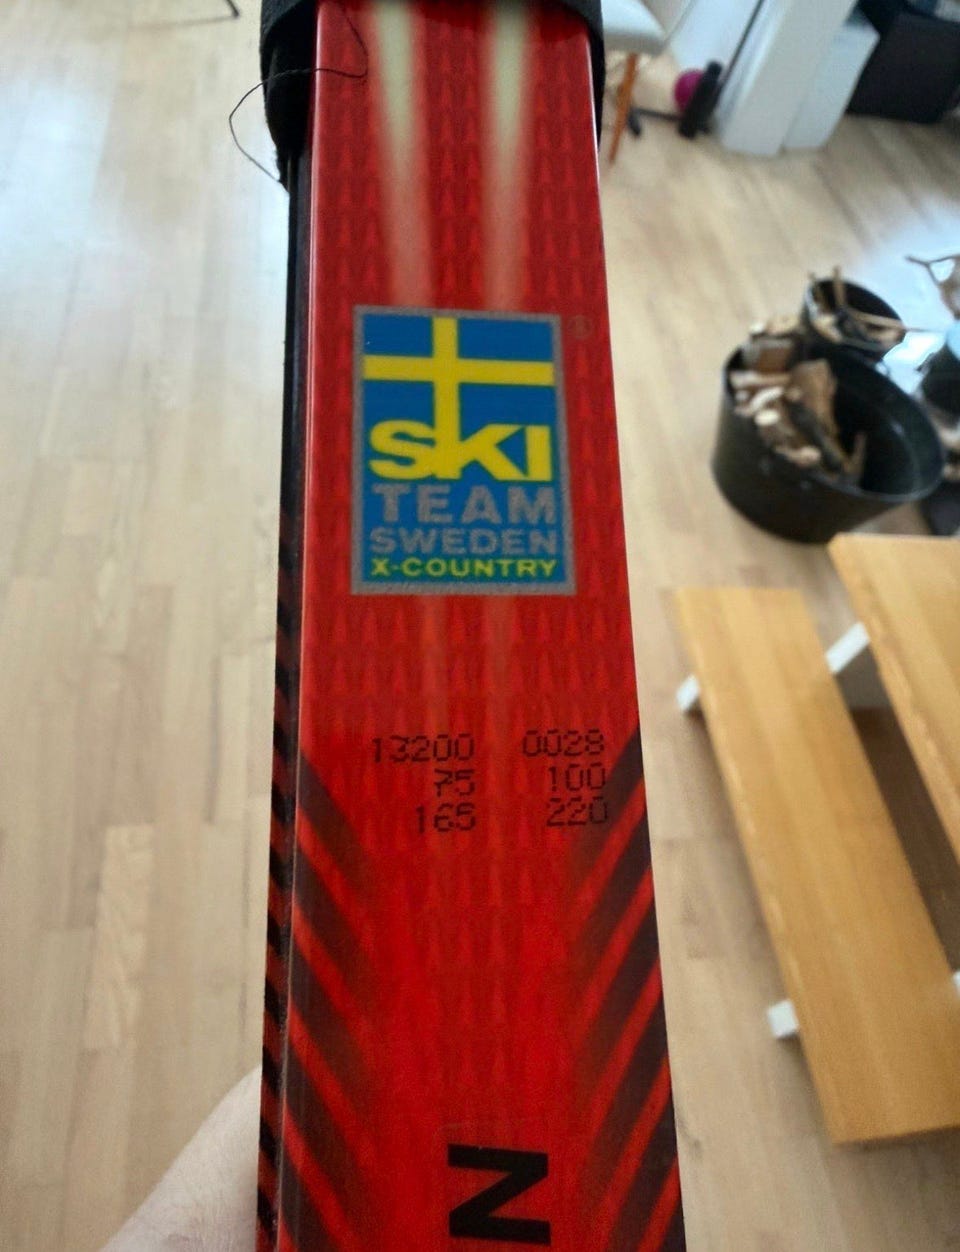 SKI
TEAM
SWEDEN
X-COUNTRY
®
13200 0028
75 100
165 220
N